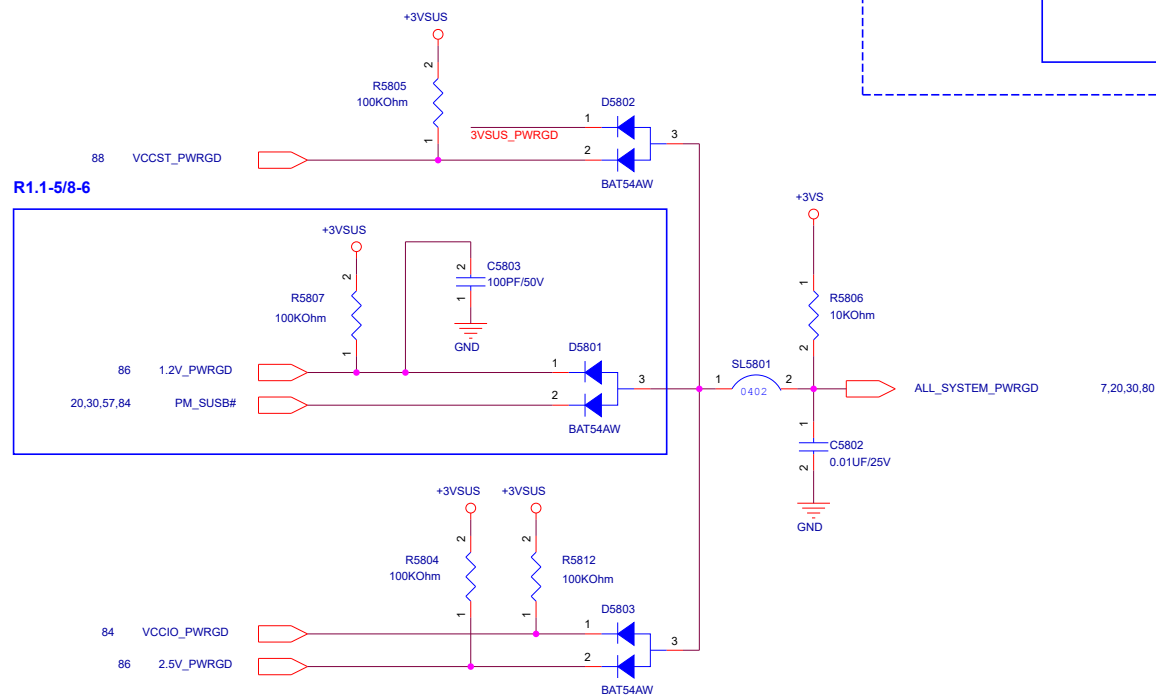 +3VSUS
2
R5805
100KOhm
1
D5802
1
3VSUS_PWRGD
3
88 VCCST_PWRGD
2
BAT54AW
R1.1-5/8-6
+3VSUS
2
R5807
100KOhm
1
2
C5803
100PF/50V
1
GND
86 1.2V_PWRGD
D5801
1
3
20,30,57,84 PM_SUSB#
2
BAT54AW
+3VS
1
R5806
10KOhm
2
SL5801
1
2
0402
ALL_SYSTEM_PWRGD 7,20,30,80
1
C5802
0.01UF/25V
2
GND
+3VSUS
+3VSUS
2
2
R5804
100KOhm
R5812
100KOhm
1
1
D5803
84 VCCIO_PWRGD
1
3
86 2.5V_PWRGD
2
BAT54AW